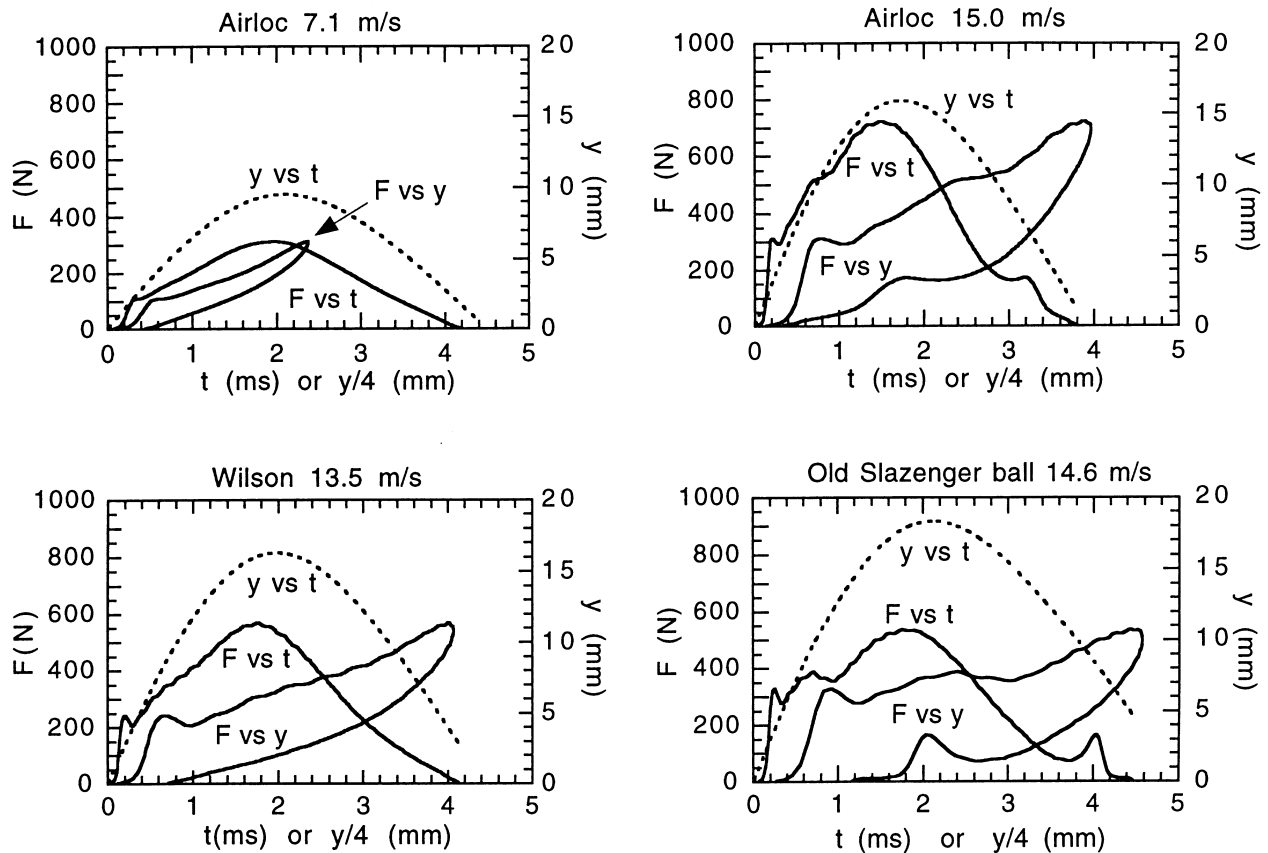 Airloc 7.1 m/s
1000
800
600
400
200
0
F (N)
20
15
10
5
0
y (mm)
y vs t
F vs y
F vs t
0 1 2 3 4 5
t (ms) or y/4 (mm)
Airloc 15.0 m/s
1000
800
600
400
200
0
F (N)
20
15
10
5
0
y (mm)
y vs t
F vs t
F vs y
0 1 2 3 4 5
t (ms) or y/4 (mm)
Wilson 13.5 m/s
1000
800
600
400
200
0
F (N)
20
15
10
5
0
y (mm)
y vs t
F vs t
F vs y
0 1 2 3 4 5
t(ms) or y/4 (mm)
Old Slazenger ball 14.6 m/s
1000
800
600
400
200
0
F (N)
20
15
10
5
0
y (mm)
y vs t
F vs t
F vs y
0 1 2 3 4 5
t (ms) or y/4 (mm)